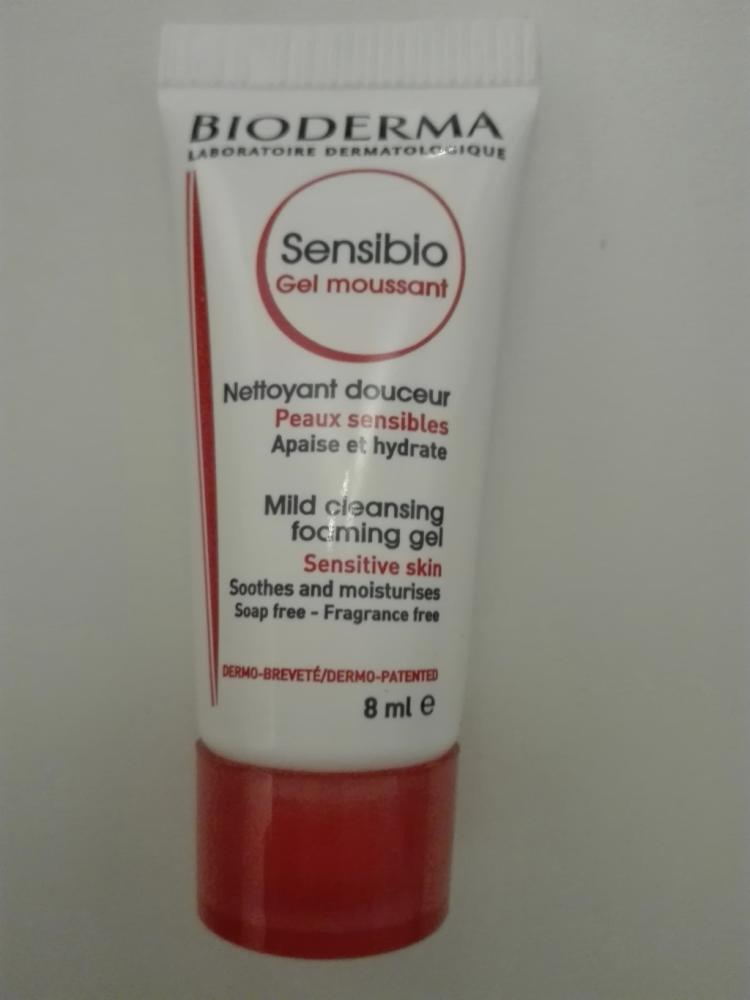 BIODERMA
LABORATOIRE DERMATOLOGIQUE
Sensibio
Gel moussant
Nettoyant douceur
Peaux sensibles
Apaise et hydrate
Mild cleansing
foaming gel
Sensitive skin
Soothes and moisturises
Soap free - Fragrance free
DERMO-BREVETÉ/DERMO-PATENTED
8 ml ℮